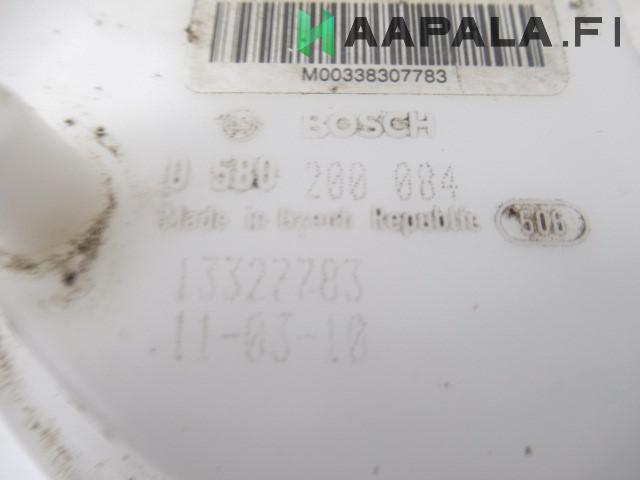 HAAPALA.FI
M00338307783
BOSCH
0 580 200 084
Made in Czech Republic 506
13327783
11-03-10